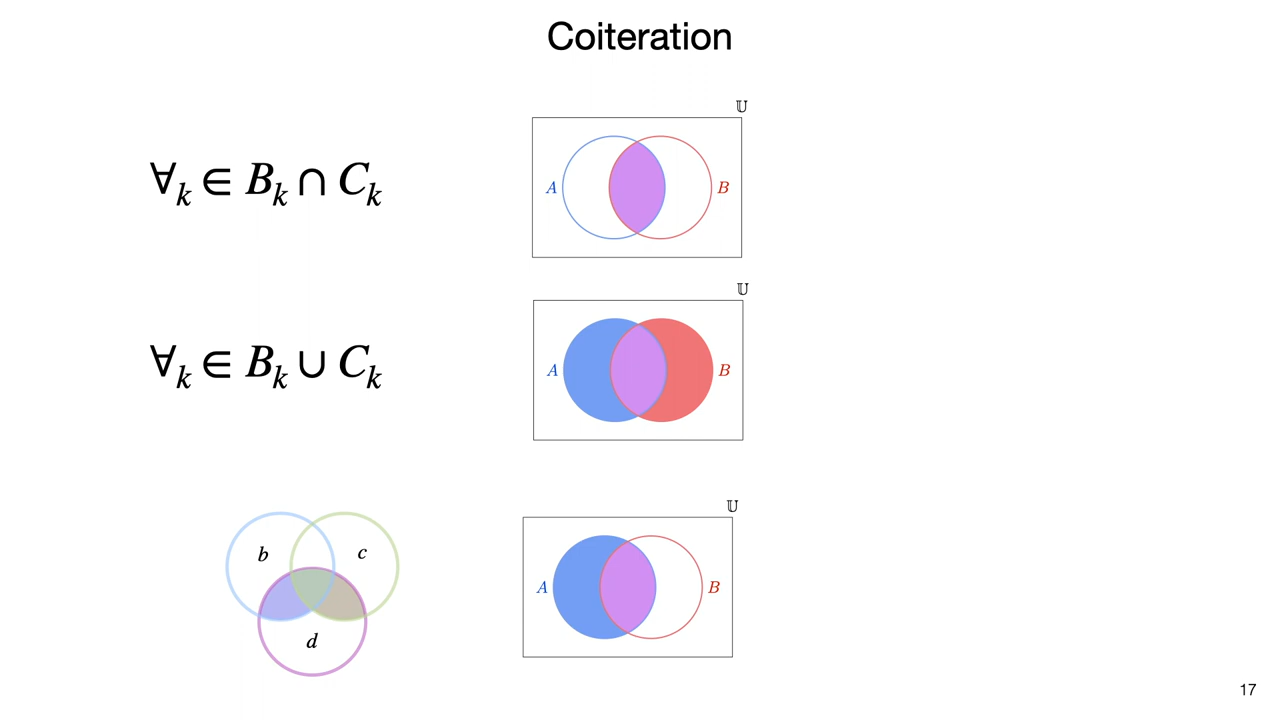 Coiteration
∀k ∈ Bk ∩ Ck
𝕌
A B
∀k ∈ Bk ∪ Ck
𝕌
A B
b c
d
𝕌
A B
17